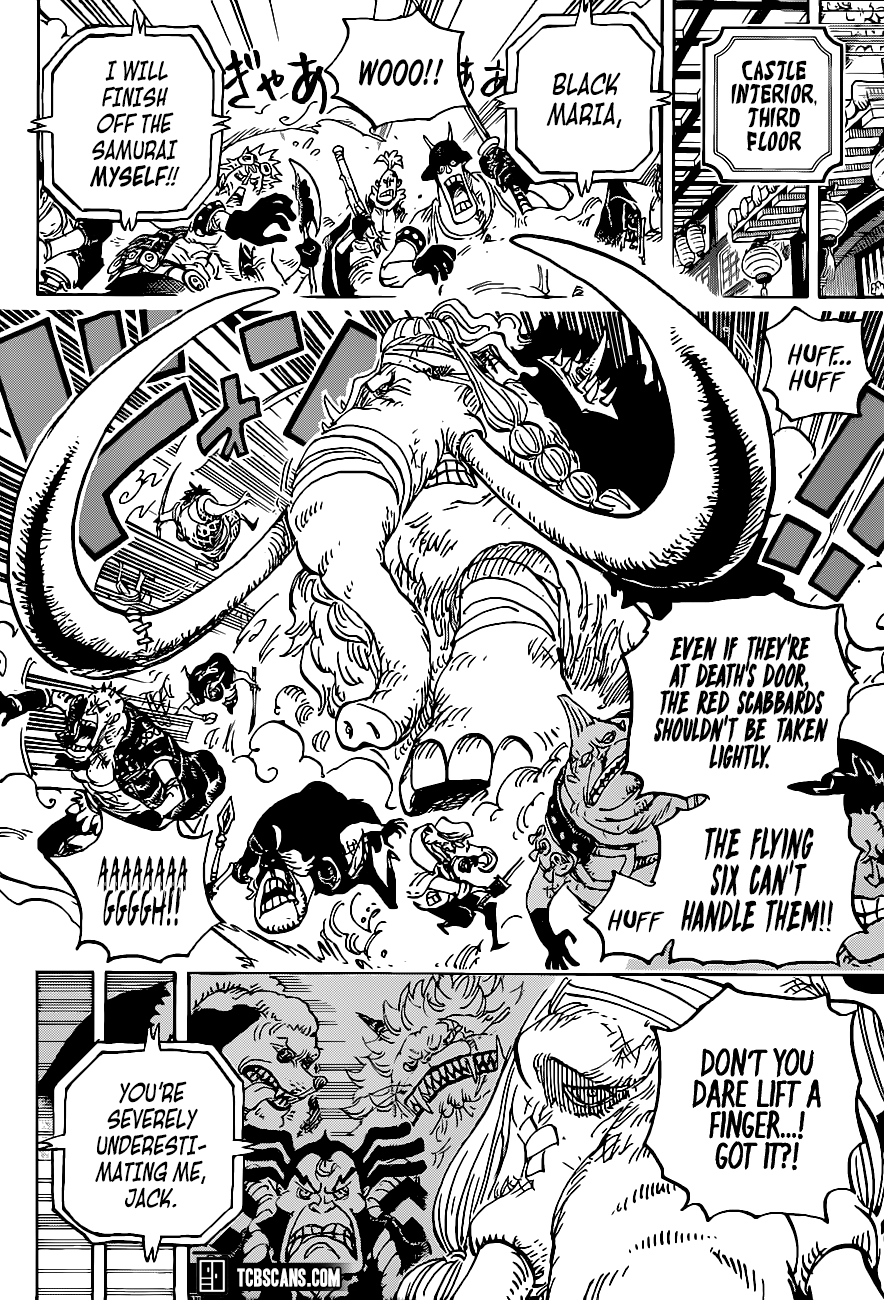 CASTLE
INTERIOR,
THIRD
FLOOR
BLACK
MARIA,
WOOO!!
ぎゃああぁ
I WILL
FINISH
OFF THE
SAMURAI
MYSELF!!
HUFF...
HUFF
EVEN IF THEY'RE
AT DEATH'S DOOR,
THE RED SCABBARDS
SHOULDN'T BE TAKEN
LIGHTLY.
THE FLYING
SIX CAN'T
HANDLE THEM!!
HUFF
AAAAAAAA
GGGGH!!
DON'T YOU
DARE LIFT A
FINGER...!
GOT IT?!
YOU'RE
SEVERELY
UNDERESTI-
MATING ME,
JACK.
TCBSCANS.COM